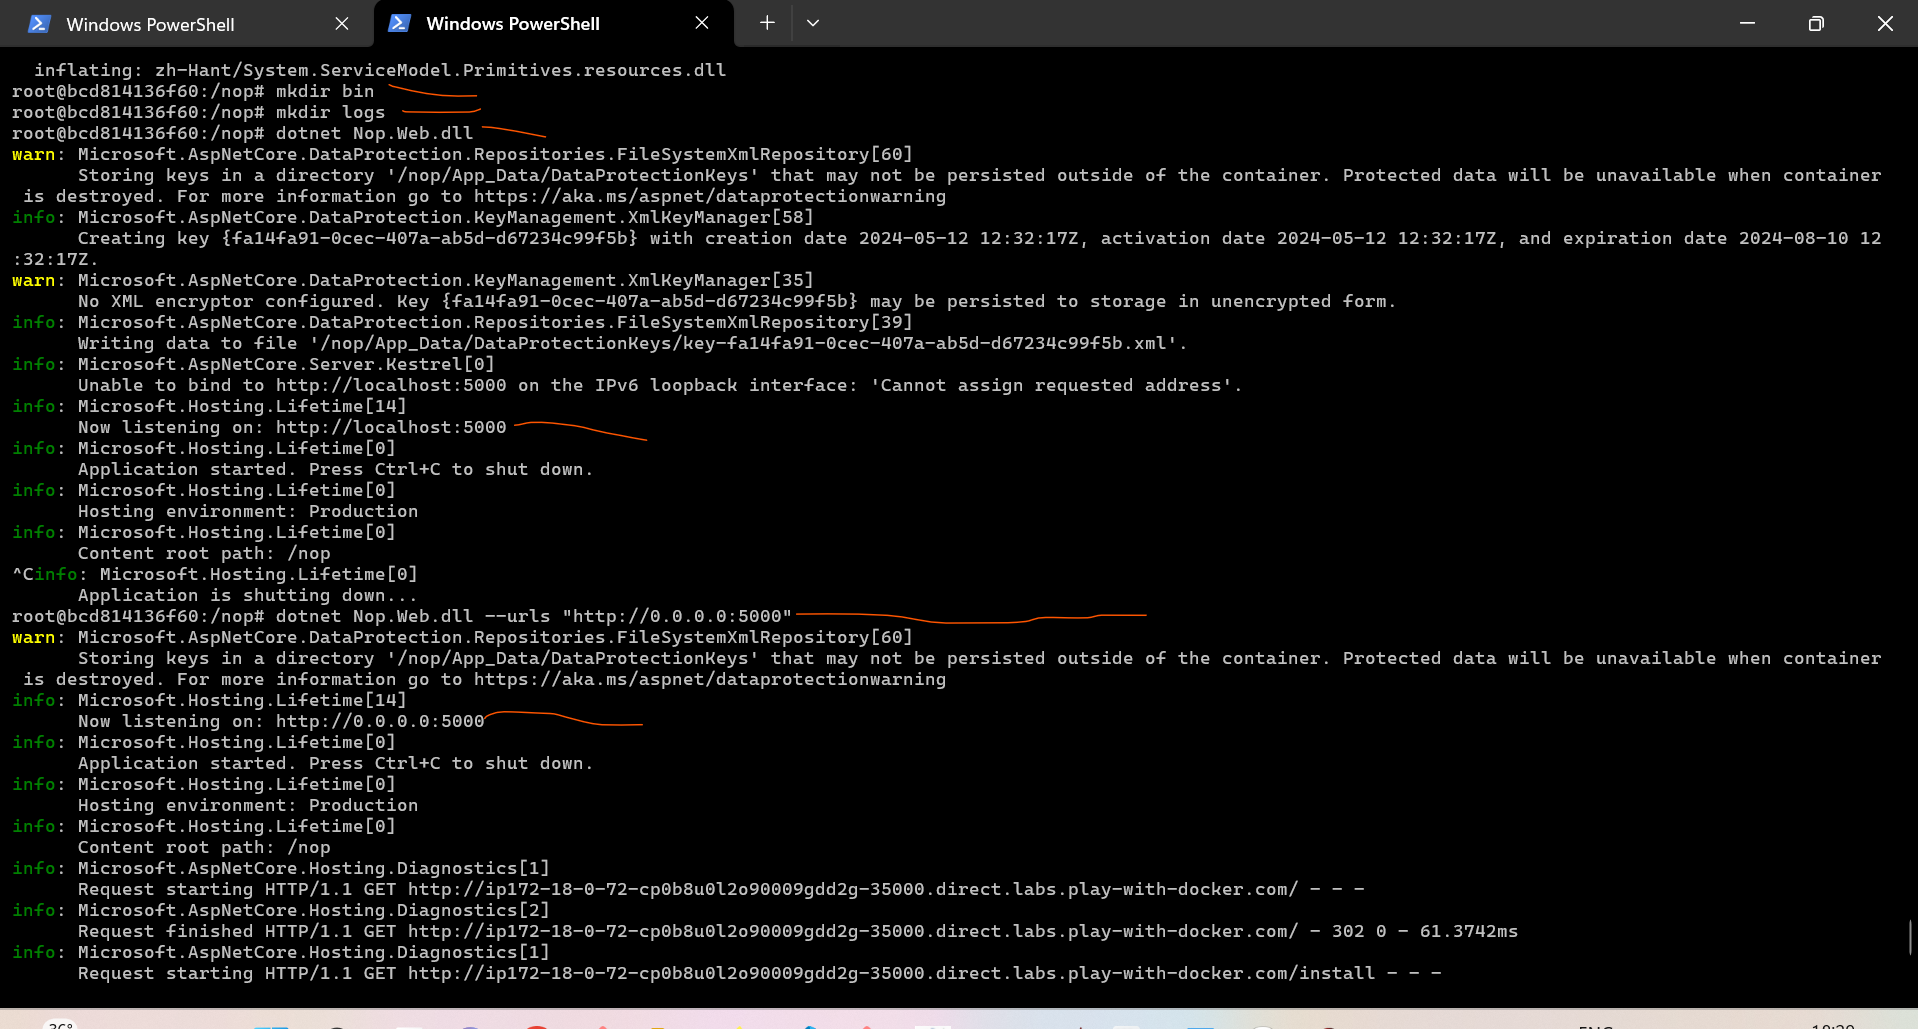 Windows PowerShell
Windows PowerShell
inflating: zh-Hant/System.ServiceModel.Primitives.resources.dll
root@bcd814136f60:/nop# mkdir bin
root@bcd814136f60:/nop# mkdir logs
root@bcd814136f60:/nop# dotnet Nop.Web.dll
warn: Microsoft.AspNetCore.DataProtection.Repositories.FileSystemXmlRepository[60]
Storing keys in a directory '/nop/App_Data/DataProtectionKeys' that may not be persisted outside of the container. Protected data will be unavailable when container
is destroyed. For more information go to https://aka.ms/aspnet/dataprotectionwarning
info: Microsoft.AspNetCore.DataProtection.KeyManagement.XmlKeyManager[58]
Creating key {fa14fa91-0cec-407a-ab5d-d67234c99f5b} with creation date 2024-05-12 12:32:17Z, activation date 2024-05-12 12:32:17Z, and expiration date 2024-08-10 12
:32:17Z.
warn: Microsoft.AspNetCore.DataProtection.KeyManagement.XmlKeyManager[35]
No XML encryptor configured. Key {fa14fa91-0cec-407a-ab5d-d67234c99f5b} may be persisted to storage in unencrypted form.
info: Microsoft.AspNetCore.DataProtection.Repositories.FileSystemXmlRepository[39]
Writing data to file '/nop/App_Data/DataProtectionKeys/key-fa14fa91-0cec-407a-ab5d-d67234c99f5b.xml'.
info: Microsoft.AspNetCore.Server.Kestrel[0]
Unable to bind to http://localhost:5000 on the IPv6 loopback interface: 'Cannot assign requested address'.
info: Microsoft.Hosting.Lifetime[14]
Now listening on: http://localhost:5000
info: Microsoft.Hosting.Lifetime[0]
Application started. Press Ctrl+C to shut down.
info: Microsoft.Hosting.Lifetime[0]
Hosting environment: Production
info: Microsoft.Hosting.Lifetime[0]
Content root path: /nop
^Cinfo: Microsoft.Hosting.Lifetime[0]
Application is shutting down...
root@bcd814136f60:/nop# dotnet Nop.Web.dll --urls "http://0.0.0.0:5000"
warn: Microsoft.AspNetCore.DataProtection.Repositories.FileSystemXmlRepository[60]
Storing keys in a directory '/nop/App_Data/DataProtectionKeys' that may not be persisted outside of the container. Protected data will be unavailable when container
is destroyed. For more information go to https://aka.ms/aspnet/dataprotectionwarning
info: Microsoft.Hosting.Lifetime[14]
Now listening on: http://0.0.0.0:5000
info: Microsoft.Hosting.Lifetime[0]
Application started. Press Ctrl+C to shut down.
info: Microsoft.Hosting.Lifetime[0]
Hosting environment: Production
info: Microsoft.Hosting.Lifetime[0]
Content root path: /nop
info: Microsoft.AspNetCore.Hosting.Diagnostics[1]
Request starting HTTP/1.1 GET http://ip172-18-0-72-cp0b8u0l2o90009gdd2g-35000.direct.labs.play-with-docker.com/ - - -
info: Microsoft.AspNetCore.Hosting.Diagnostics[2]
Request finished HTTP/1.1 GET http://ip172-18-0-72-cp0b8u0l2o90009gdd2g-35000.direct.labs.play-with-docker.com/ - 302 0 - 61.3742ms
info: Microsoft.AspNetCore.Hosting.Diagnostics[1]
Request starting HTTP/1.1 GET http://ip172-18-0-72-cp0b8u0l2o90009gdd2g-35000.direct.labs.play-with-docker.com/install - - -